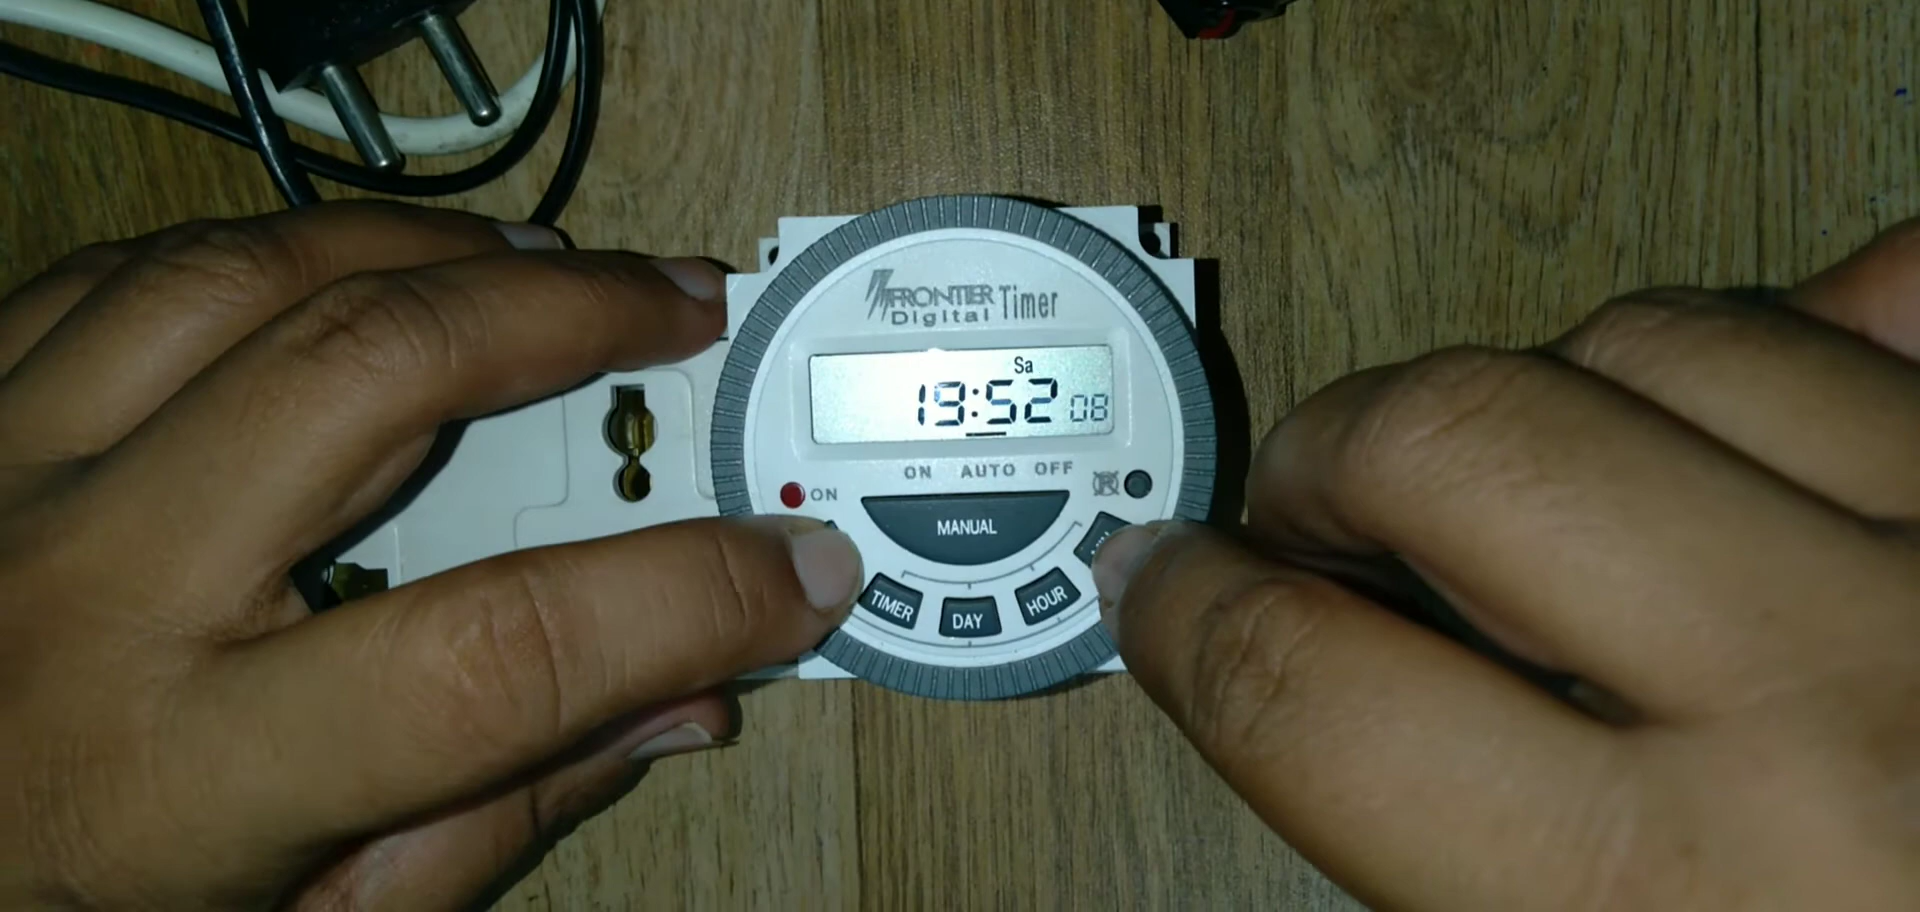 FRONTIER
Digital Timer
Sa
19:52 08
ON AUTO OFF
ON
MANUAL
TIMER DAY HOUR